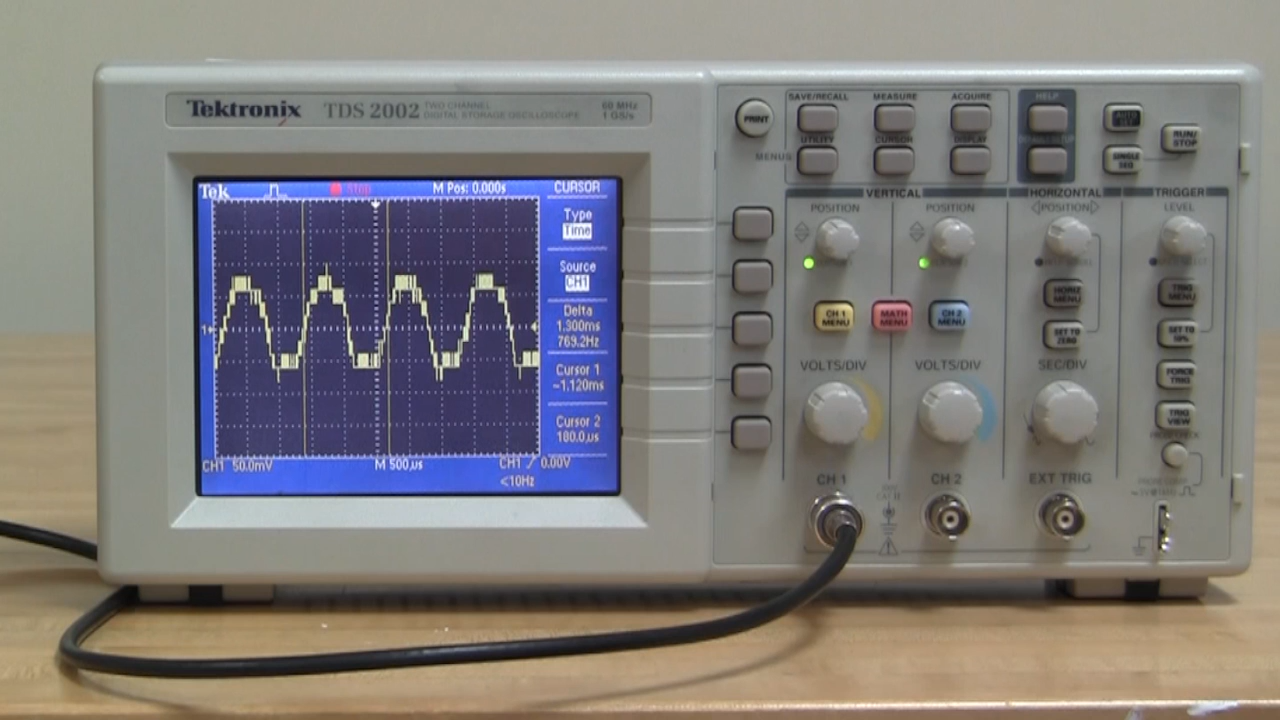 Tektronix TDS 2002 TWO CHANNEL DIGITAL STORAGE OSCILLOSCOPE 60 MHz 1 GS/s
Tek Stop M Pos: 0.000s CURSOR
Type
Time
Source
CH1
Delta
1.300ms
769.2Hz
Cursor 1
-1.120ms
Cursor 2
180.0µs
1
CH1 50.0mV M 500µs CH1 0.00V
<10Hz
PRINT
SAVE/RECALL MEASURE ACQUIRE HELP
UTILITY CURSOR DISPLAY
MENUS
AUTO SET
SINGLE SEQ
RUN/STOP
VERTICAL HORIZONTAL TRIGGER
POSITION POSITION POSITION LEVEL
CH 1 MENU
MATH MENU
CH 2 MENU
HORIZ MENU
SET TO ZERO
TRIG MENU
SET TO 50%
FORCE TRIG
TRIG VIEW
VOLTS/DIV VOLTS/DIV SEC/DIV
CH 1 CH 2 EXT TRIG
PROBE COMP